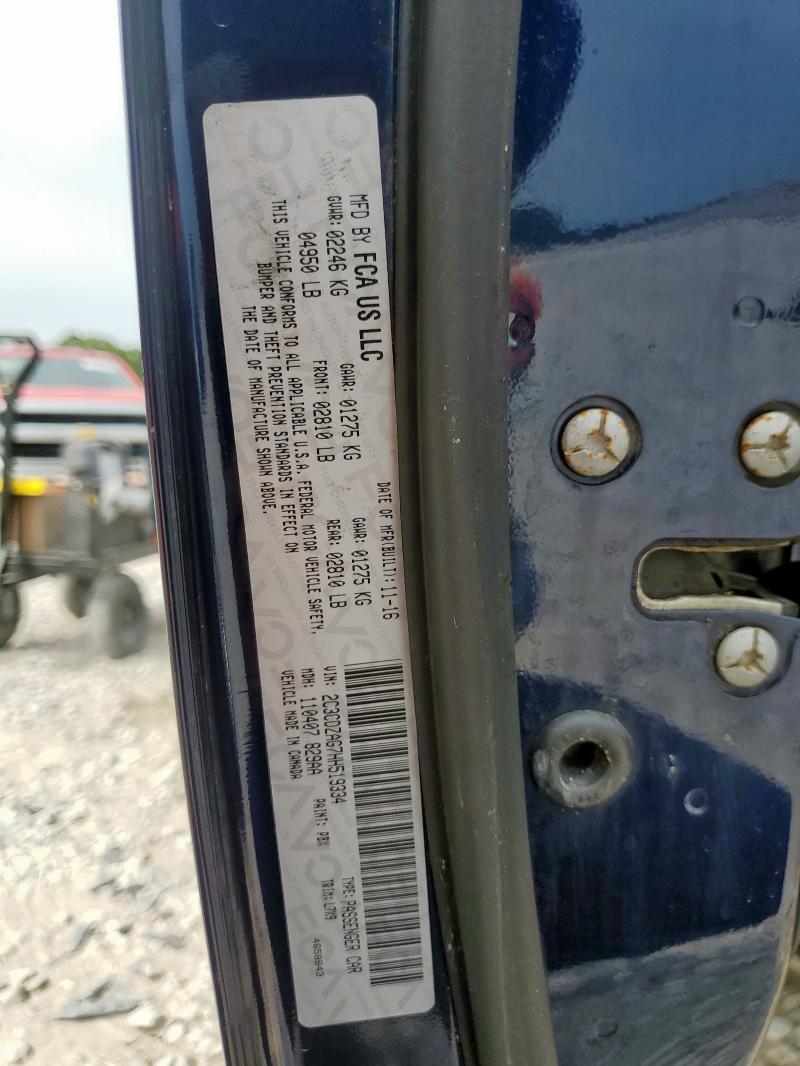 MFD BY FCA US LLC
DATE OF MFR(BUILT): 11-16
GVWR: 02246 KG
GAWR: 01275 KG
GAWR: 01275 KG
04950 LB
FRONT: 02810 LB
REAR: 02810 LB
THIS VEHICLE CONFORMS TO ALL APPLICABLE U.S.A. FEDERAL MOTOR VEHICLE SAFETY,
BUMPER AND THEFT PREVENTION STANDARDS IN EFFECT ON
THE DATE OF MANUFACTURE SHOWN ABOVE.
VIN: 2C3CDZAG7HH519334
TYPE: PASSENGER CAR
MDH: 110407 829AA
PAINT: PBX
TRIM: L7M9
VEHICLE MADE IN CANADA
4658843